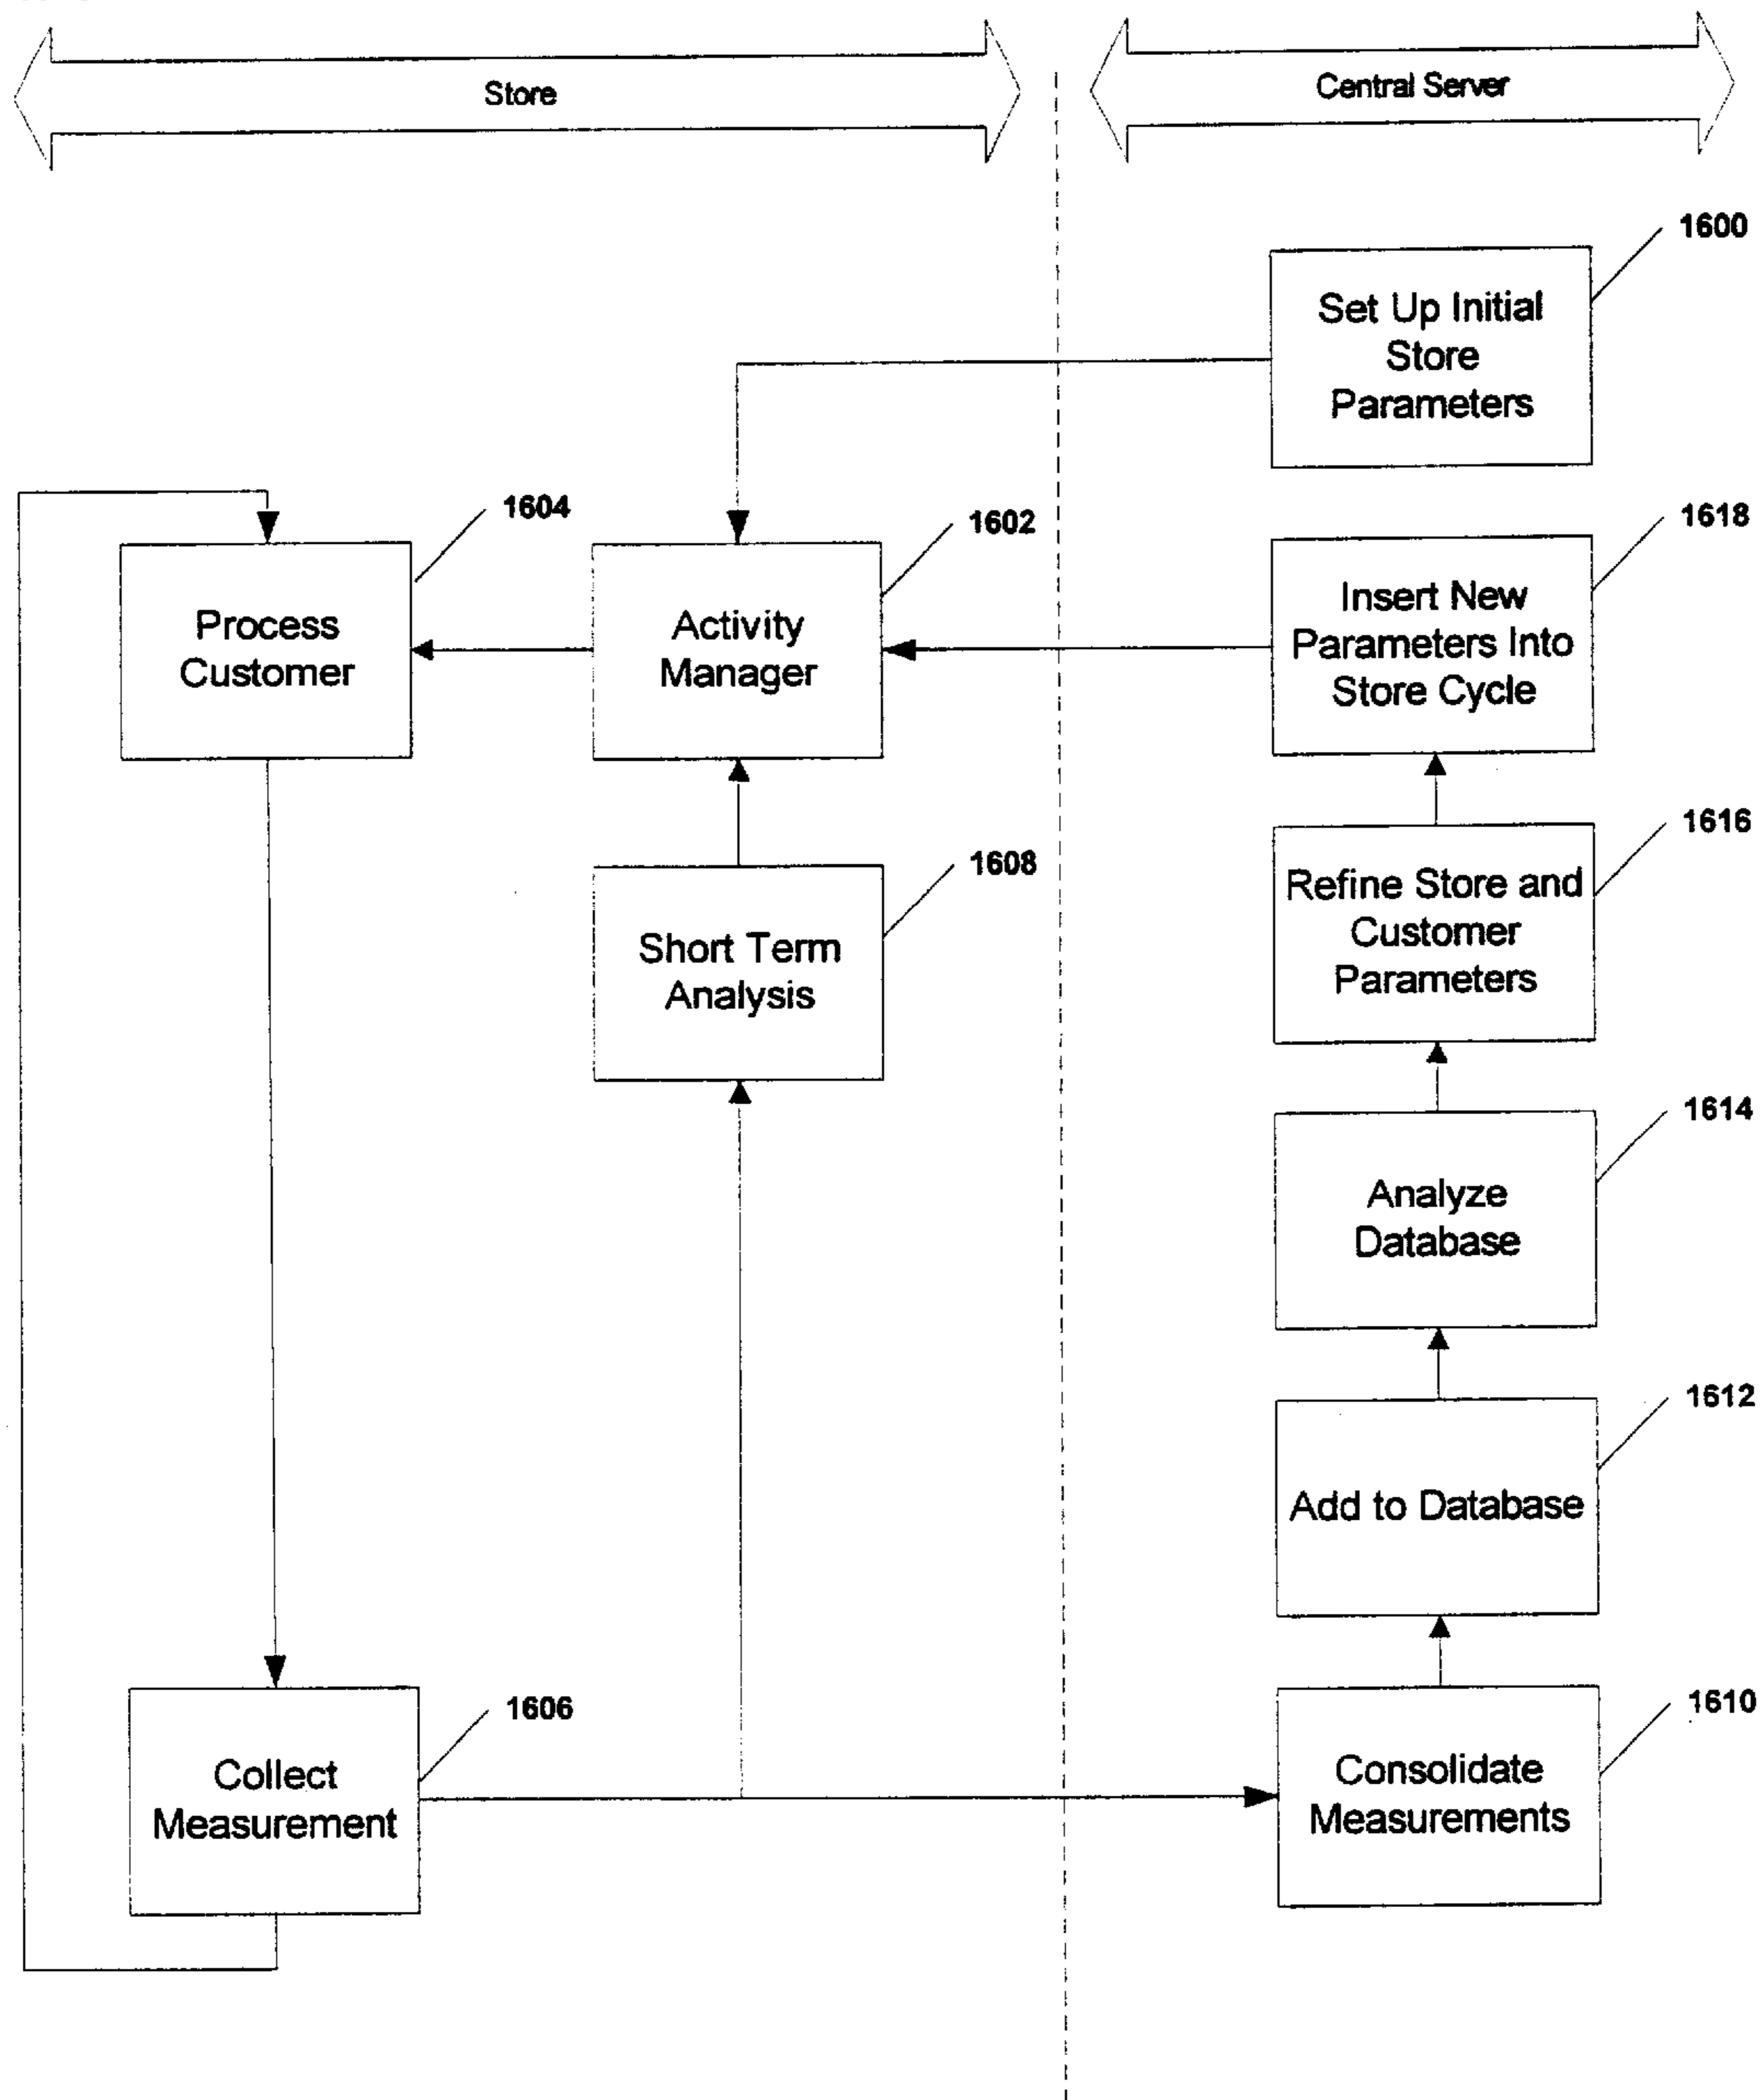 Store
Central Server
1600
Set Up Initial
Store
Parameters
1604
Process
Customer
1602
Activity
Manager
1618
Insert New
Parameters Into
Store Cycle
1608
Short Term
Analysis
1616
Refine Store and
Customer
Parameters
1614
Analyze
Database
1612
Add to Database
1606
Collect
Measurement
1610
Consolidate
Measurements